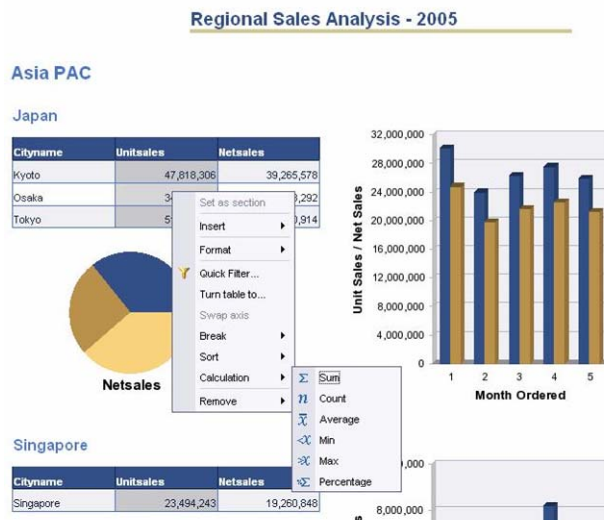 Regional Sales Analysis - 2005
Asia PAC
Japan
Cityname Unitsales Netsales
Kyoto 47,818,306 39,265,578
Osaka
Tokyo
Set as section
Insert
Format
Quick Filter...
Turn table to...
Swap axis
Break
Sort
Calculation
Remove
Sum
Count
Average
Min
Max
Percentage
Netsales
Unit Sales / Net Sales
32,000,000
28,000,000
24,000,000
20,000,000
16,000,000
12,000,000
8,000,000
4,000,000
0
1 2 3 4 5
Month Ordered
Singapore
Cityname Unitsales Netsales
Singapore 23,494,243 19,260,848
8,000,000